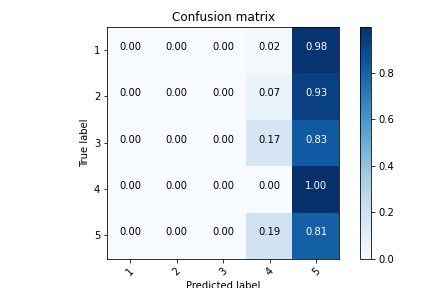 Confusion matrix
1 0.00 0.00 0.00 0.02 0.98
2 0.00 0.00 0.00 0.07 0.93
3 0.00 0.00 0.00 0.17 0.83
4 0.00 0.00 0.00 0.00 1.00
5 0.00 0.00 0.00 0.19 0.81
1 2 3 4 5
True label
Predicted label
0.8
0.6
0.4
0.2
0.0